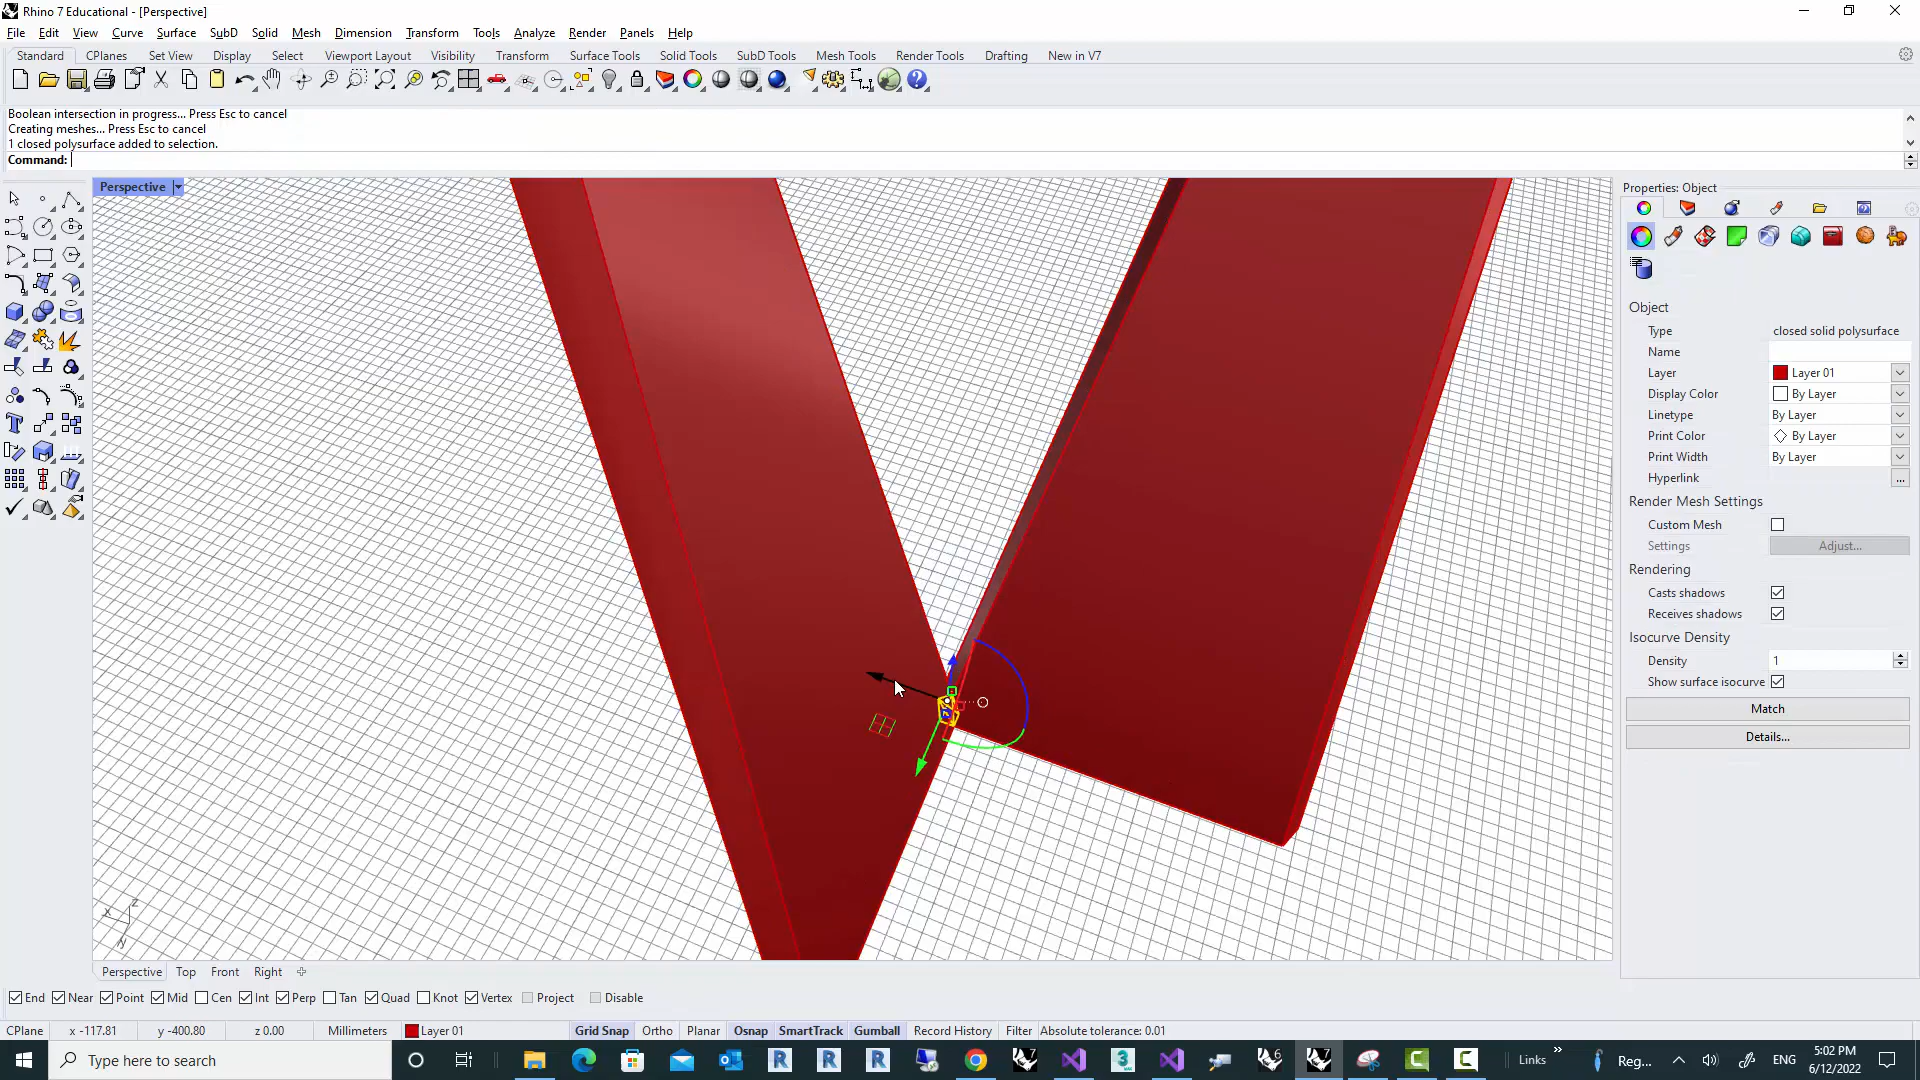 Rhino 7 Educational - [Perspective]
File Edit View Curve Surface SubD Solid Mesh Dimension Transform Tools Analyze Render Panels Help
Standard CPlanes Set View Display Select Viewport Layout Visibility Transform Surface Tools Solid Tools SubD Tools Mesh Tools Render Tools Drafting New in V7
Boolean intersection in progress... Press Esc to cancel
Creating meshes... Press Esc to cancel
1 closed polysurface added to selection.
Command:
Perspective
Properties: Object
Object
Type closed solid polysurface
Name
Layer Layer 01
Display Color By Layer
Linetype By Layer
Print Color By Layer
Print Width By Layer
Hyperlink ...
Render Mesh Settings
Custom Mesh
Settings Adjust...
Rendering
Casts shadows
Receives shadows
Isocurve Density
Density 1
Show surface isocurve
Match
Details...
z
x
y
Perspective Top Front Right
End Near Point Mid Cen Int Perp Tan Quad Knot Vertex Project Disable
CPlane x -117.81 y -400.80 z 0.00 Millimeters Layer 01 Grid Snap Ortho Planar Osnap SmartTrack Gumball Record History Filter Absolute tolerance: 0.01
Type here to search
Links » Reg... ENG 5:02 PM
6/12/2022